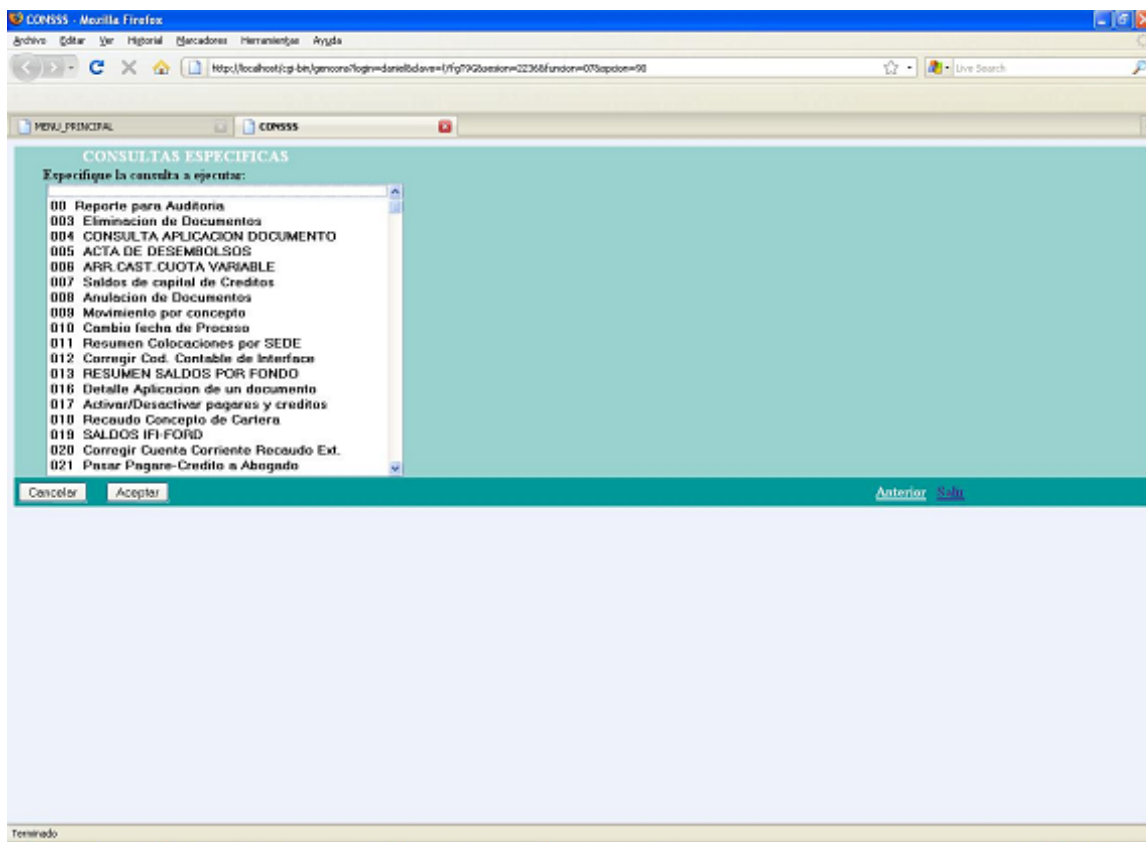 CONSSS - Mozilla Firefox
Archivo Editar Ver Historial Marcadores Herramientas Ayuda
Live Search
MENU_PRINCIPAL CONSSS
CONSULTAS ESPECIFICAS
Especifique la consulta a ejecutar:
00 Reporte para Auditoria
003 Eliminacion de Documentos
004 CONSULTA APLICACION DOCUMENTO
005 ACTA DE DESEMBOLSOS
006 ARR.CAST.CUOTA VARIABLE
007 Saldos de capital de Creditos
008 Anulacion de Documentos
009 Movimiento por concepto
010 Cambio fecha de Proceso
011 Resumen Colocaciones por SEDE
012 Corregir Cod. Contable de Interface
013 RESUMEN SALDOS POR FONDO
016 Detalle Aplicacion de un documento
017 Activar/Desactivar pagares y creditos
018 Recaudo Concepto de Cartera
019 SALDOS IFI-FORD
020 Corregir Cuenta Corriente Recaudo Ext.
021 Pasar Pagare-Credito a Abogado
Cancelar Aceptar Anterior Salir
Terminado